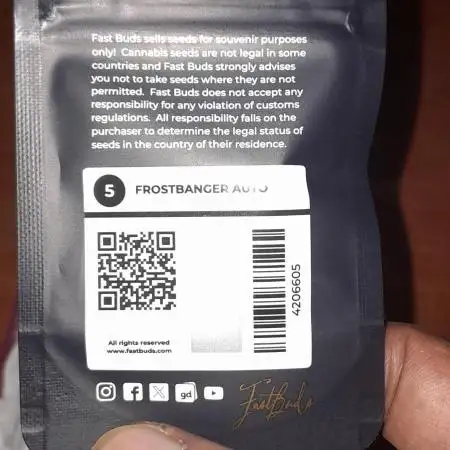 Fast Buds sells seeds for souvenir purposes
only! Cannabis seeds are not legal in some
countries and Fast Buds strongly advises
you not to take seeds where they are not
permitted. Fast Buds does not accept any
responsibility for any violation of customs
regulations. All responsibility falls on the
purchaser to determine the legal status of
seeds in the country of their residence.
5 FROSTBANGER AUTO
4206605
All rights reserved
www.fastbuds.com
gd
FastBuds